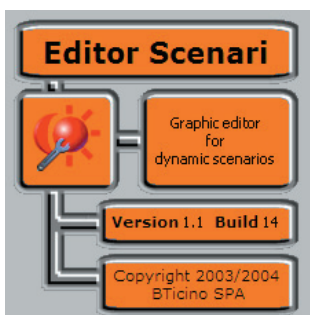 Editor Scenari
Graphic editor
for
dynamic scenarios
Version 1.1 Build 14
Copyright 2003/2004
BTicino SPA